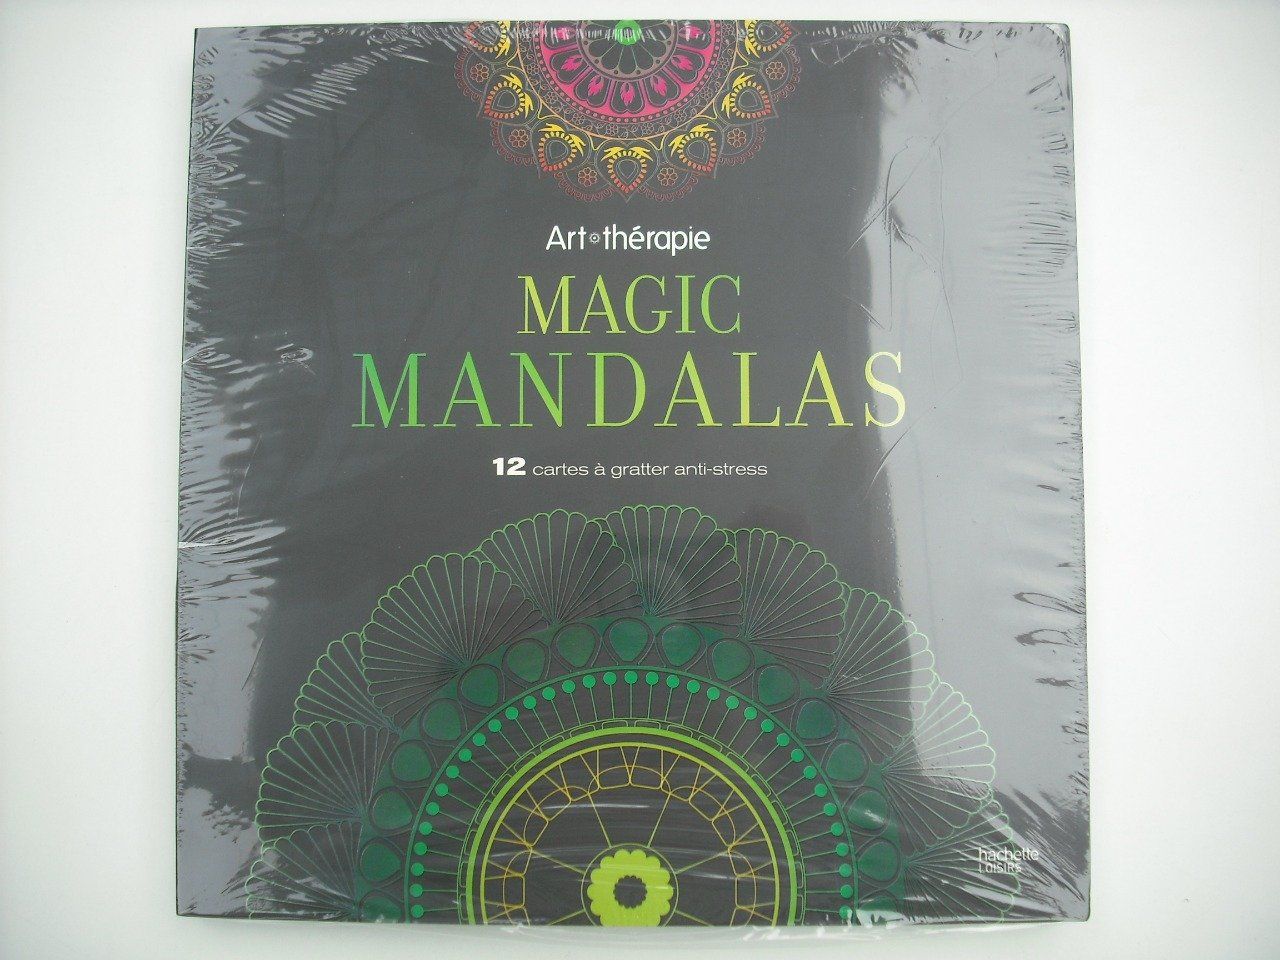 Art thérapie
MAGIC
MANDALAS
12 cartes à gratter anti-stress
hachette
LOISIRS